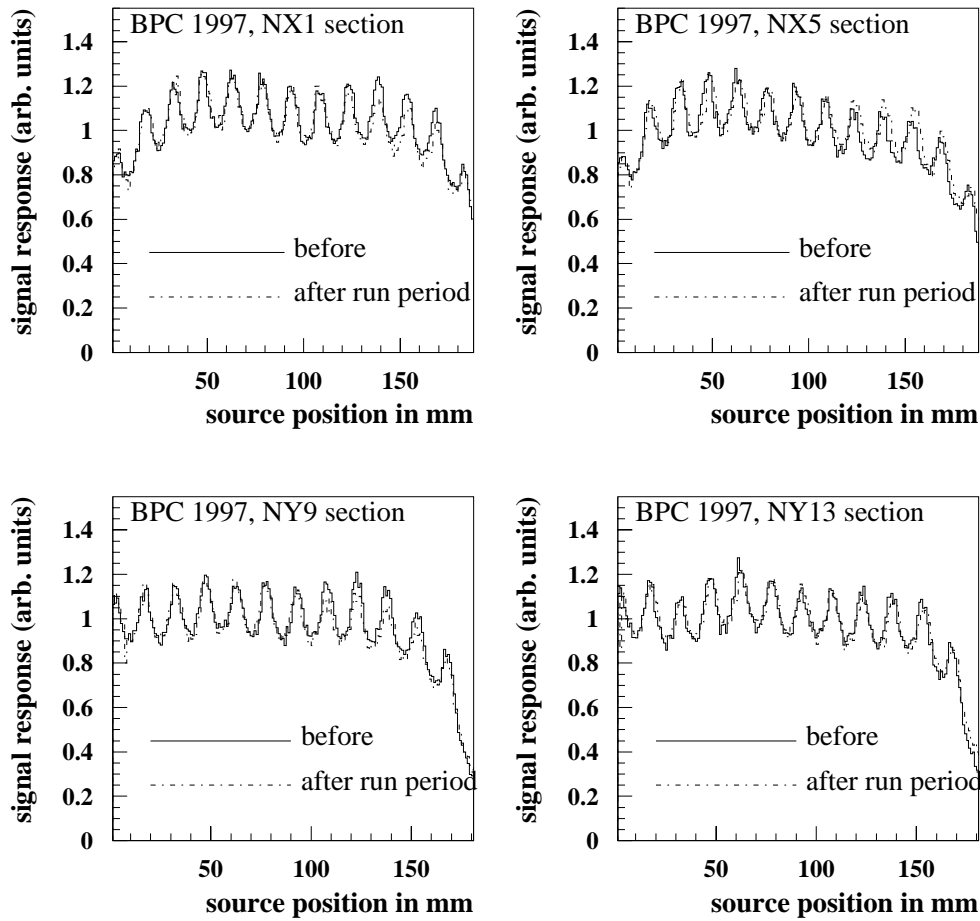 BPC 1997, NX1 section
signal response (arb. units)
1.4
1.2
1
0.8
0.6
0.4
0.2
0
before
after run period
50
100
150
source position in mm
BPC 1997, NX5 section
signal response (arb. units)
1.4
1.2
1
0.8
0.6
0.4
0.2
0
before
after run period
50
100
150
source position in mm
BPC 1997, NY9 section
signal response (arb. units)
1.4
1.2
1
0.8
0.6
0.4
0.2
0
before
after run period
50
100
150
source position in mm
BPC 1997, NY13 section
signal response (arb. units)
1.4
1.2
1
0.8
0.6
0.4
0.2
0
before
after run period
50
100
150
source position in mm